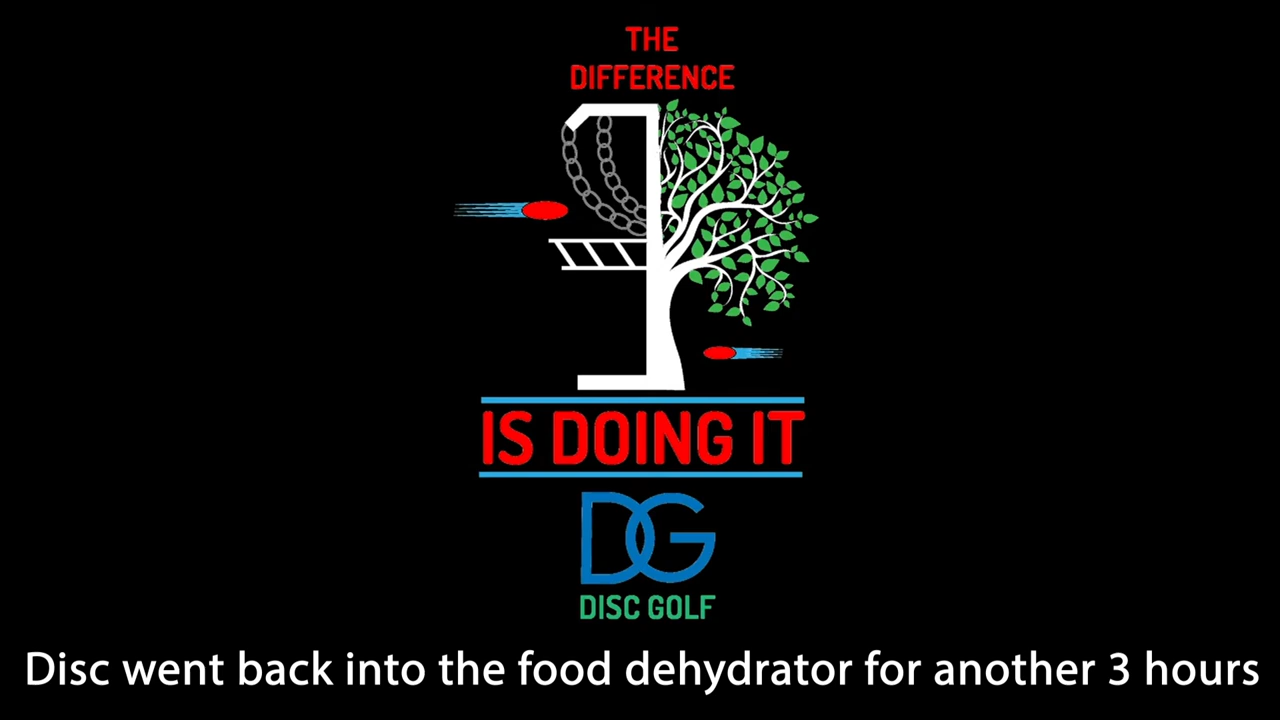 THE
DIFFERENCE
IS DOING IT
DG
DISC GOLF
Disc went back into the food dehydrator for another 3 hours